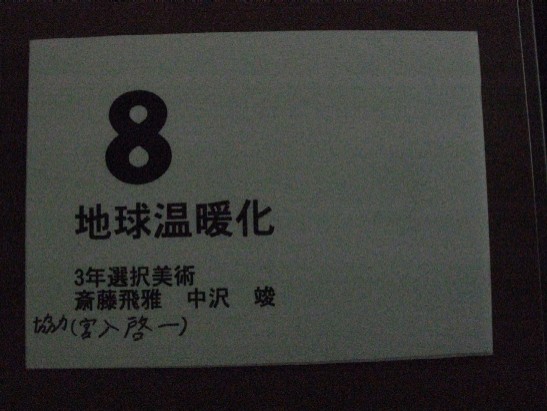 8
地球温暖化
3年選択美術
斎藤飛雅　中沢　竣
協力(宮入啓一)